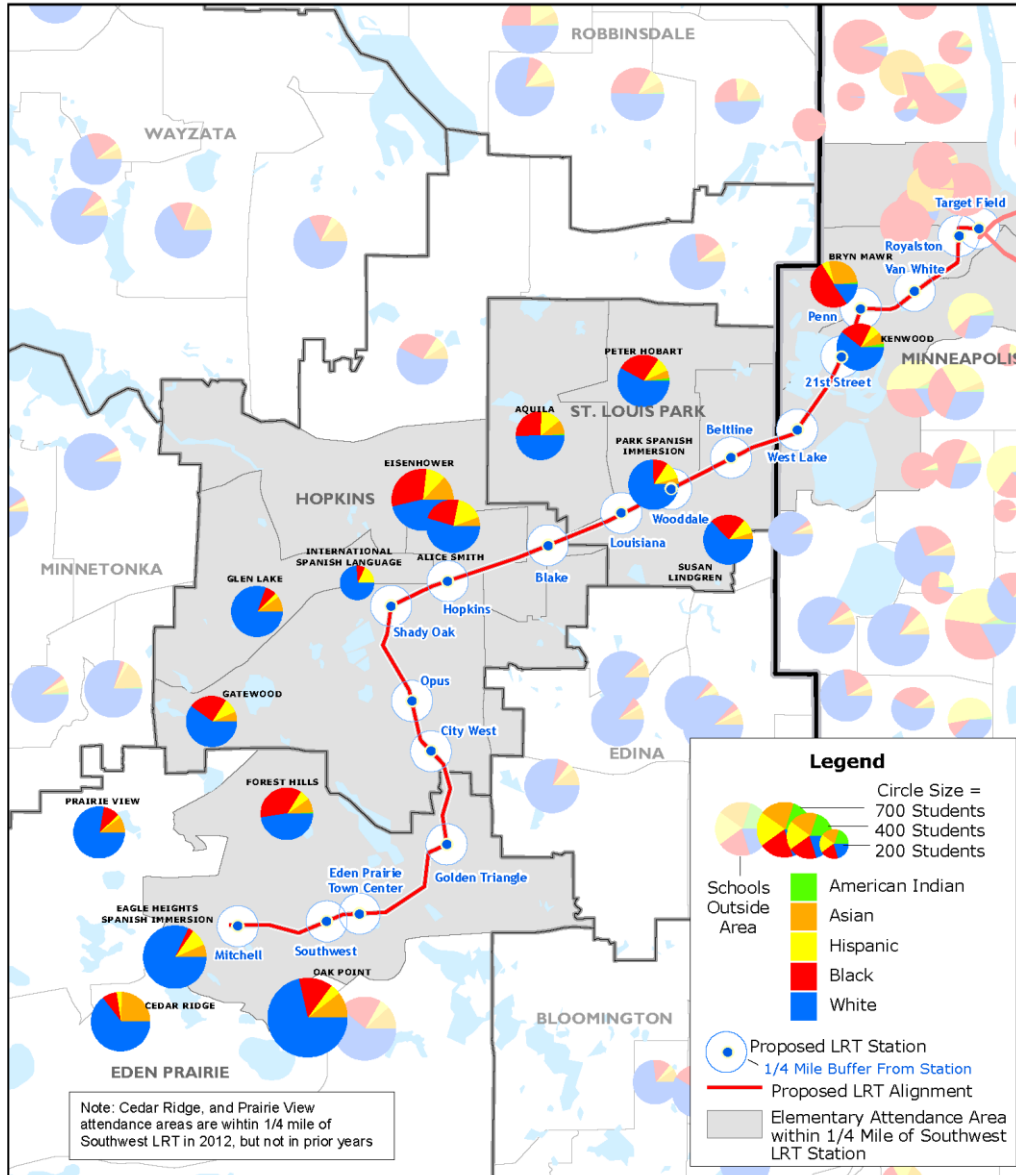 ROBBINSDALE
WAYZATA
Target Field
Royalston
BRYN MAWR
Van White
Penn
KENWOOD
MINNEAPOLIS
21st Street
PETER HOBART
ST. LOUIS PARK
AQUILA
Beltline
PARK SPANISH
IMMERSION
West Lake
EISENHOWER
HOPKINS
Wooddale
Louisiana
INTERNATIONAL
SPANISH LANGUAGE
ALICE SMITH
Blake
SUSAN
LINDGREN
MINNETONKA
GLEN LAKE
Hopkins
Shady Oak
Opus
GATEWOOD
City West
EDINA
PRAIRIE VIEW
FOREST HILLS
Golden Triangle
Eden Prairie
Town Center
EAGLE HEIGHTS
SPANISH IMMERSION
Mitchell
Southwest
OAK POINT
CEDAR RIDGE
BLOOMINGTON
EDEN PRAIRIE
Note: Cedar Ridge, and Prairie View
attendance areas are wihtin 1/4 mile of
Southwest LRT in 2012, but not in prior years
Legend
Circle Size =
700 Students
400 Students
200 Students
Schools
Outside
Area
American Indian
Asian
Hispanic
Black
White
Proposed LRT Station
1/4 Mile Buffer From Station
Proposed LRT Alignment
Elementary Attendance Area
within 1/4 Mile of Southwest
LRT Station